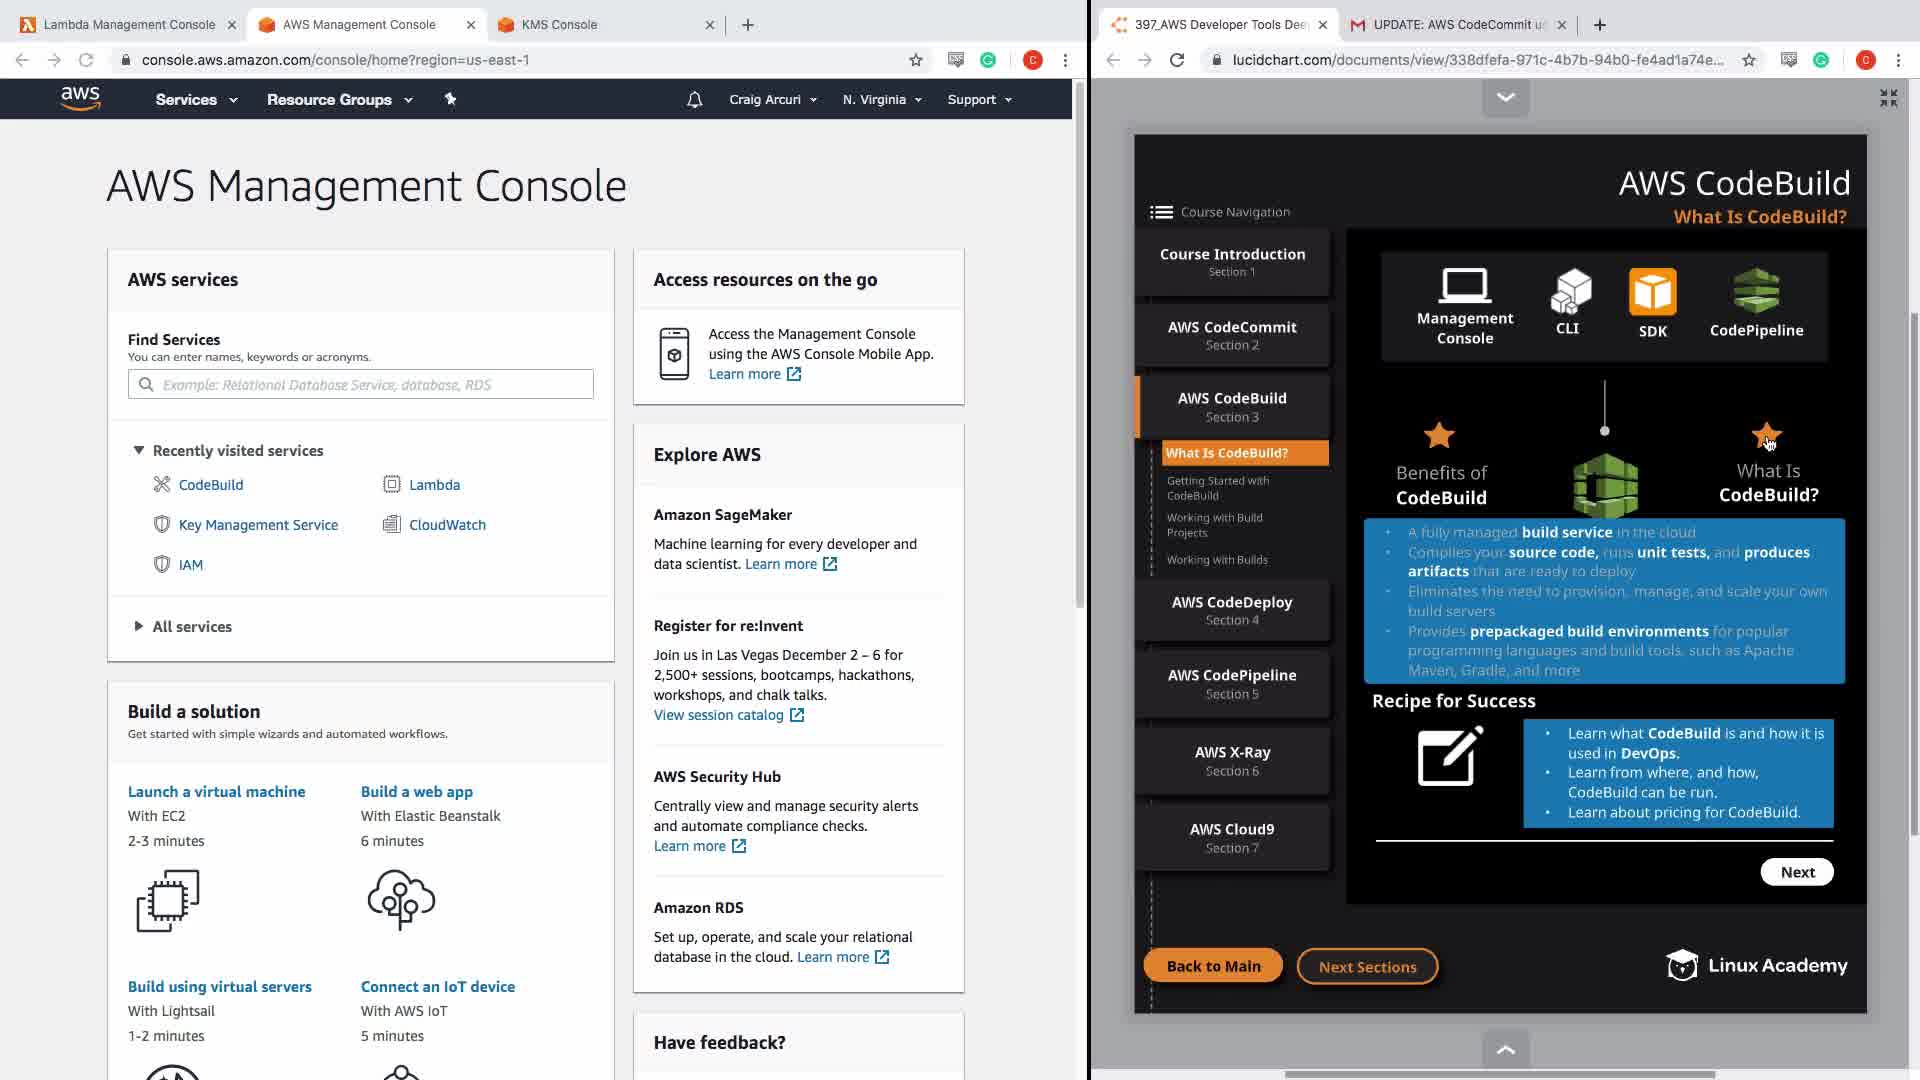 Lambda Management Console
AWS Management Console
KMS Console
console.aws.amazon.com/console/home?region=us-east-1
C
aws
Services
Resource Groups
Craig Arcuri
N. Virginia
Support
AWS Management Console
AWS services
Find Services
You can enter names, keywords or acronyms.
Example: Relational Database Service, database, RDS
Recently visited services
CodeBuild
Lambda
Key Management Service
CloudWatch
IAM
All services
Build a solution
Get started with simple wizards and automated workflows.
Launch a virtual machine
With EC2
2-3 minutes
Build a web app
With Elastic Beanstalk
6 minutes
Build using virtual servers
With Lightsail
1-2 minutes
Connect an IoT device
With AWS IoT
5 minutes
Access resources on the go
Access the Management Console
using the AWS Console Mobile App.
Learn more
Explore AWS
Amazon SageMaker
Machine learning for every developer and
data scientist. Learn more
Register for re:Invent
Join us in Las Vegas December 2 – 6 for
2,500+ sessions, bootcamps, hackathons,
workshops, and chalk talks.
View session catalog
AWS Security Hub
Centrally view and manage security alerts
and automate compliance checks.
Learn more
Amazon RDS
Set up, operate, and scale your relational
database in the cloud. Learn more
Have feedback?
397_AWS Developer Tools Dee
UPDATE: AWS CodeCommit
lucidchart.com/documents/view/338dfefa-971c-4b7b-94b0-fe4ad1a74e...
C
AWS CodeBuild
What Is CodeBuild?
Course Navigation
Course Introduction
Section 1
AWS CodeCommit
Section 2
AWS CodeBuild
Section 3
What Is CodeBuild?
Getting Started with
CodeBuild
Working with Build
Projects
Working with Builds
AWS CodeDeploy
Section 4
AWS CodePipeline
Section 5
AWS X-Ray
Section 6
AWS Cloud9
Section 7
Management
Console
CLI
SDK
CodePipeline
Benefits of
CodeBuild
What Is
CodeBuild?
• A fully managed build service in the cloud
• Compiles your source code, runs unit tests, and produces
artifacts that are ready to deploy
• Eliminates the need to provision, manage, and scale your own
build servers
• Provides prepackaged build environments for popular
programming languages and build tools, such as Apache
Maven, Gradle, and more
Recipe for Success
• Learn what CodeBuild is and how it is
used in DevOps.
• Learn from where, and how,
CodeBuild can be run.
• Learn about pricing for CodeBuild.
Next
Back to Main
Next Sections
Linux Academy